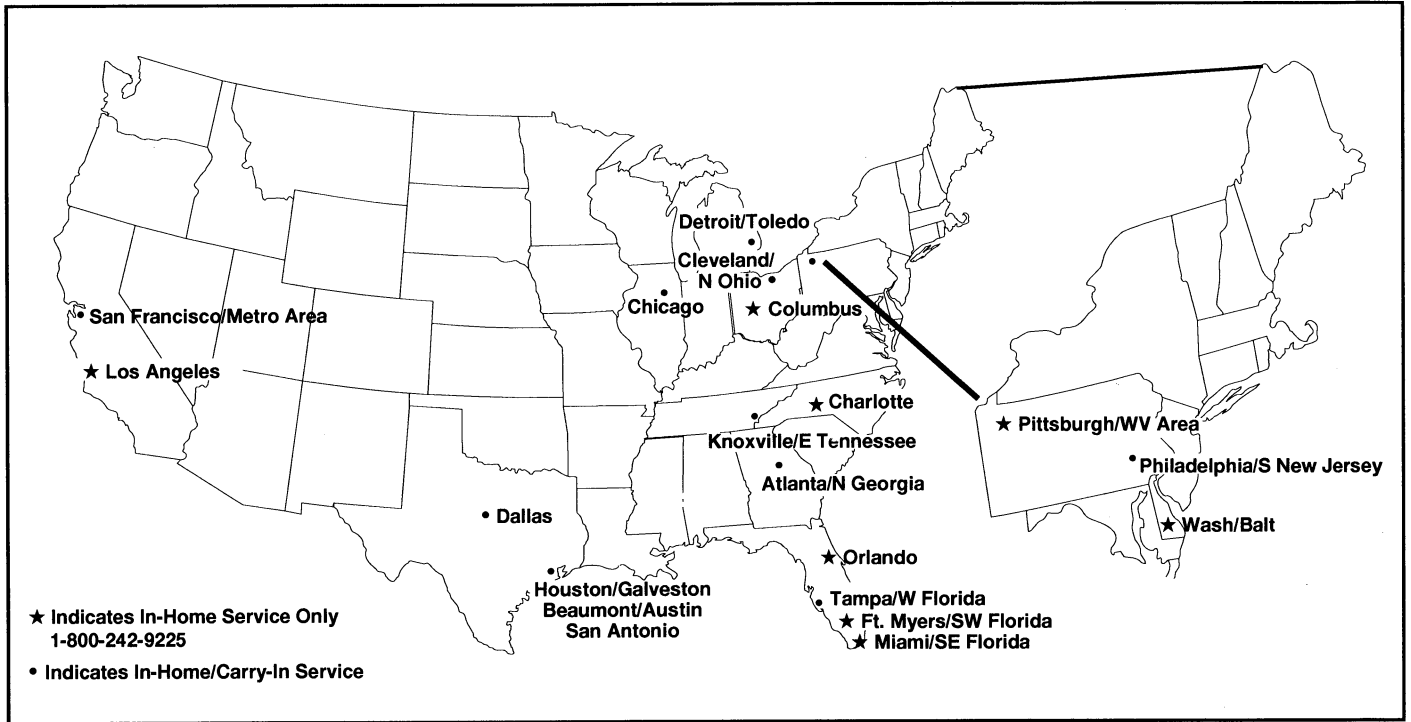 Detroit/Toledo
Cleveland/
N Ohio
Chicago
★ Columbus
San Francisco/Metro Area
★ Los Angeles
★ Charlotte
Knoxville/E Tennessee
Atlanta/N Georgia
★ Pittsburgh/WV Area
• Philadelphia/S New Jersey
★ Wash/Balt
• Dallas
★ Orlando
Houston/Galveston
Beaumont/Austin
San Antonio
• Tampa/W Florida
★ Ft. Myers/SW Florida
★ Miami/SE Florida
★ Indicates In-Home Service Only
1-800-242-9225
• Indicates In-Home/Carry-In Service